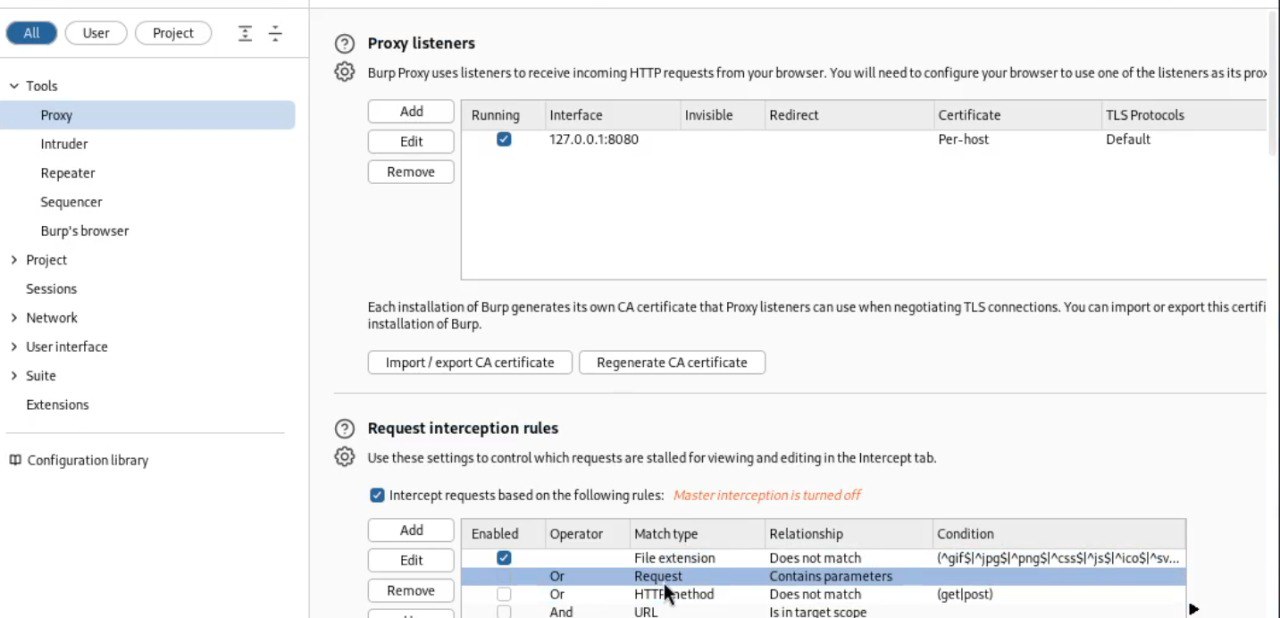 All User Project
Tools
Proxy
Intruder
Repeater
Sequencer
Burp's browser
Project
Sessions
Network
User interface
Suite
Extensions
Configuration library
Proxy listeners
Burp Proxy uses listeners to receive incoming HTTP requests from your browser. You will need to configure your browser to use one of the listeners as its
Add
Edit
Remove
Running Interface Invisible Redirect Certificate TLS Protocols
127.0.0.1:8080 Per-host Default
Each installation of Burp generates its own CA certificate that Proxy listeners can use when negotiating TLS connections. You can import or export this
installation of Burp.
Import / export CA certificate Regenerate CA certificate
Request interception rules
Use these settings to control which requests are stalled for viewing and editing in the Intercept tab.
Intercept requests based on the following rules: Master interception is turned off
Add
Edit
Remove
Enabled Operator Match type Relationship Condition
File extension Does not match (^gif$|^jpg$|^png$|^css$|^js$|^ico$|^sv...
Or Request Contains parameters
Or HTTP method Does not match (get|post)
And URL Is in target scope